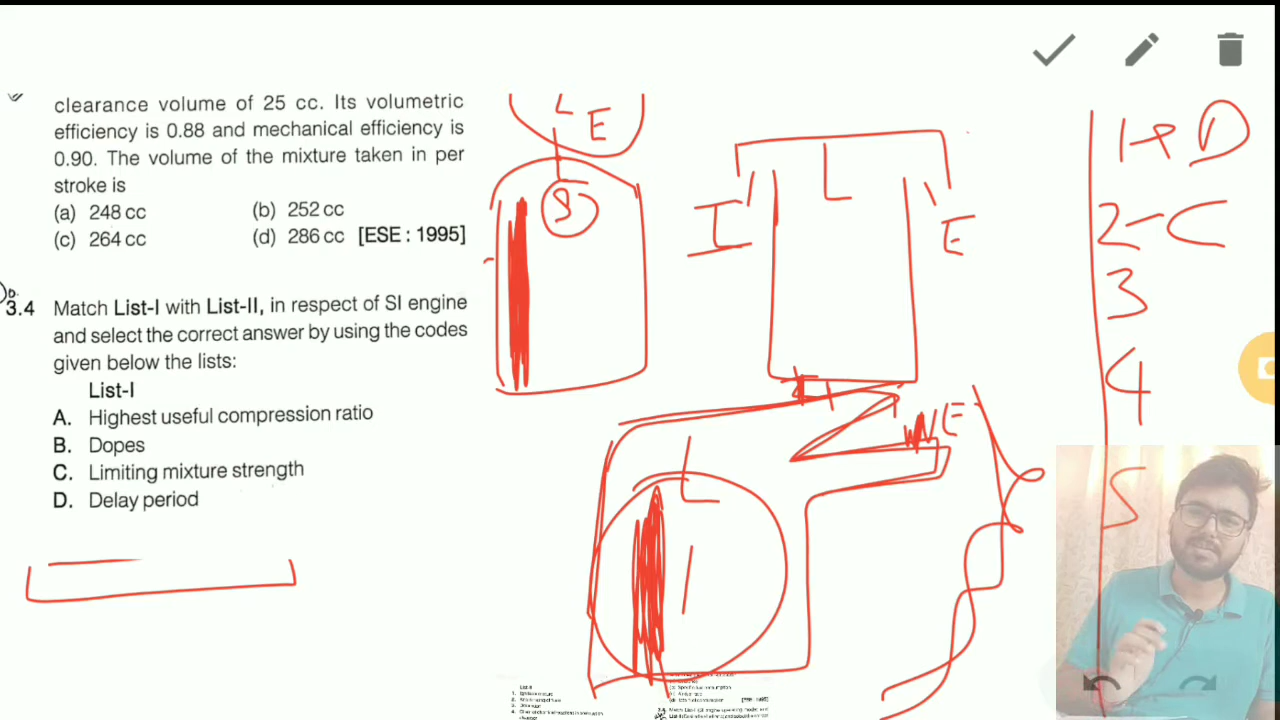 clearance volume of 25 cc. Its volumetric
efficiency is 0.88 and mechanical efficiency is
0.90. The volume of the mixture taken in per
stroke is
(a) 248 cc (b) 252 cc
(c) 264 cc (d) 286 cc [ESE : 1995]
3.4 Match List-I with List-II, in respect of SI engine
and select the correct answer by using the codes
given below the lists:
List-I
A. Highest useful compression ratio
B. Dopes
C. Limiting mixture strength
D. Delay period
L
E
S
L
I
E
L
I
E
1 → D
2 - C
3
4
5